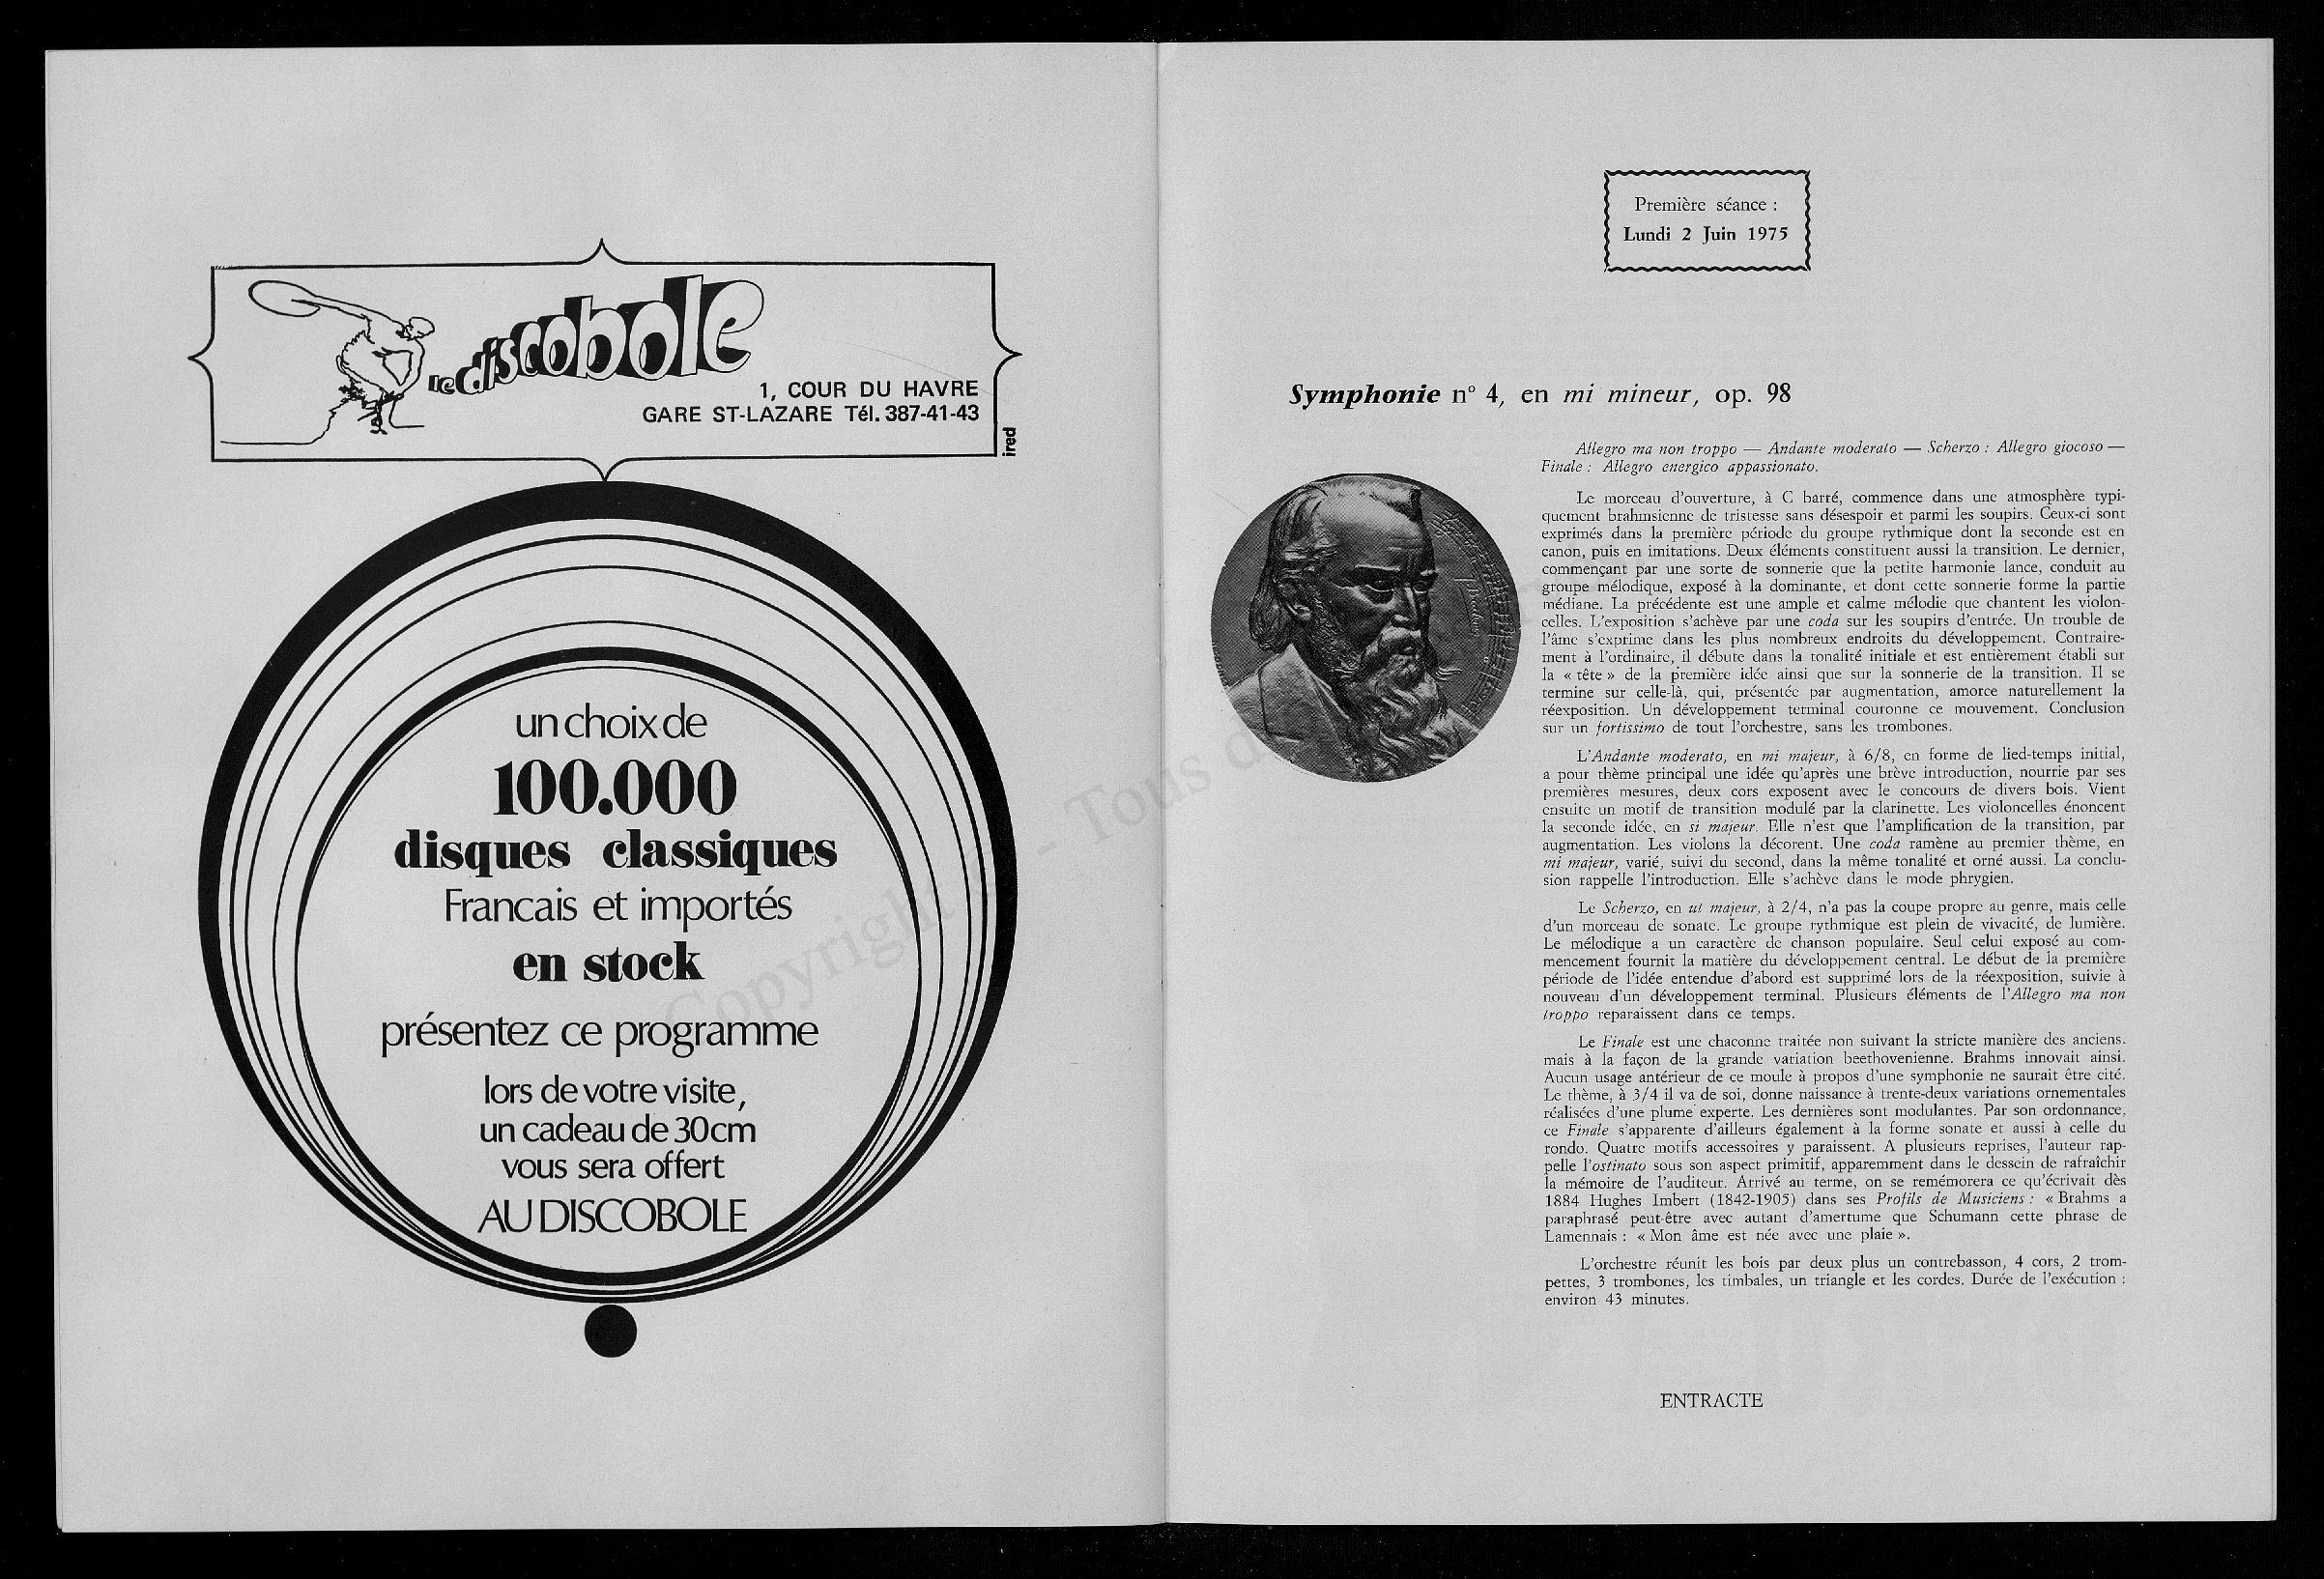 le discobole
1, COUR DU HAVRE
GARE ST-LAZARE Tél. 387-41-43
ired
un choix de
100.000
disques classiques
Francais et importés
en stock
présentez ce programme
lors de votre visite,
un cadeau de 30cm
vous sera offert
AU DISCOBOLE
Première séance :
Lundi 2 Juin 1975
Symphonie n° 4, en mi mineur, op. 98
Allegro ma non troppo — Andante moderato — Scherzo : Allegro giocoso —
Finale : Allegro energico appassionato.
Le morceau d'ouverture, à C barré, commence dans une atmosphère typi-
quement brahmsienne de tristesse sans désespoir et parmi les soupirs. Ceux-ci sont
exprimés dans la première période du groupe rythmique dont la seconde est en
canon, puis en imitations. Deux éléments constituent aussi la transition. Le dernier,
commençant par une sorte de sonnerie que la petite harmonie lance, conduit au
groupe mélodique, exposé à la dominante, et dont cette sonnerie forme la partie
médiane. La précédente est une ample et calme mélodie que chantent les violon-
celles. L'exposition s'achève par une coda sur les soupirs d'entrée. Un trouble de
l'âme s'exprime dans les plus nombreux endroits du développement. Contraire-
ment à l'ordinaire, il débute dans la tonalité initiale et est entièrement établi sur
la « tête » de la première idée ainsi que sur la sonnerie de la transition. Il se
termine sur celle-là, qui, présentée par augmentation, amorce naturellement la
réexposition. Un développement terminal couronne ce mouvement. Conclusion
sur un fortissimo de tout l'orchestre, sans les trombones.
L'Andante moderato, en mi majeur, à 6/8, en forme de lied-temps initial,
a pour thème principal une idée qu'après une brève introduction, nourrie par ses
premières mesures, deux cors exposent avec le concours de divers bois. Vient
ensuite un motif de transition modulé par la clarinette. Les violoncelles énoncent
la seconde idée, en si majeur. Elle n'est que l'amplification de la transition, par
augmentation. Les violons la décorent. Une coda ramène au premier thème, en
mi majeur, varié, suivi du second, dans la même tonalité et orné aussi. La conclu-
sion rappelle l'introduction. Elle s'achève dans le mode phrygien.
Le Scherzo, en ut majeur, à 2/4, n'a pas la coupe propre au genre, mais celle
d'un morceau de sonate. Le groupe rythmique est plein de vivacité, de lumière.
Le mélodique a un caractère de chanson populaire. Seul celui exposé au com-
mencement fournit la matière du développement central. Le début de la première
période de l'idée entendue d'abord est supprimé lors de la réexposition, suivie à
nouveau d'un développement terminal. Plusieurs éléments de l'Allegro ma non
troppo reparaissent dans ce temps.
Le Finale est une chaconne traitée non suivant la stricte manière des anciens.
mais à la façon de la grande variation beethovenienne. Brahms innovait ainsi.
Aucun usage antérieur de ce moule à propos d'une symphonie ne saurait être cité.
Le thème, à 3/4 il va de soi, donne naissance à trente-deux variations ornementales
réalisées d'une plume experte. Les dernières sont modulantes. Par son ordonnance,
ce Finale s'apparente d'ailleurs également à la forme sonate et aussi à celle du
rondo. Quatre motifs accessoires y paraissent. A plusieurs reprises, l'auteur rap-
pelle l'ostinato sous son aspect primitif, apparemment dans le dessein de rafraîchir
la mémoire de l'auditeur. Arrivé au terme, on se remémorera ce qu'écrivait dès
1884 Hughes Imbert (1842-1905) dans ses Profils de Musiciens : « Brahms a
paraphrasé peut-être avec autant d'amertume que Schumann cette phrase de
Lamennais : « Mon âme est née avec une plaie ».
L'orchestre réunit les bois par deux plus un contrebasson, 4 cors, 2 trom-
pettes, 3 trombones, les timbales, un triangle et les cordes. Durée de l'exécution :
environ 43 minutes.
ENTRACTE
Copyright - Tous d